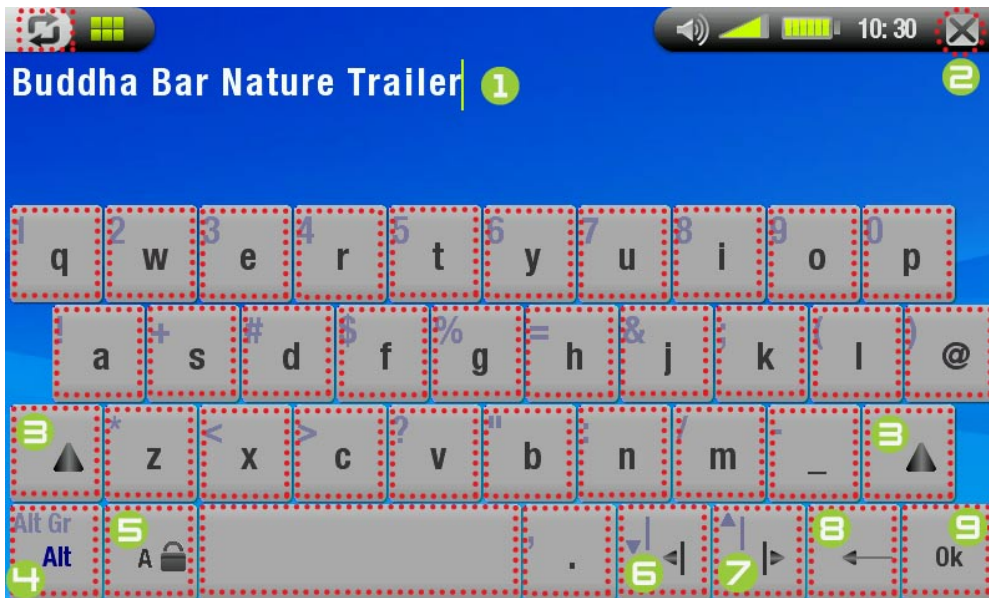 10:30
Buddha Bar Nature Trailer 1 2
1 q 2 w 3 e 4 r 5 t 6 y 7 u 8 i 9 o 0 p
! a + s # d $ f % g = h & j ; k ( l ) @
3 * z < x > c ? v " b : n / m - _ 3
Alt Gr
4 Alt 5 A , . 6 7 8 9 Ok